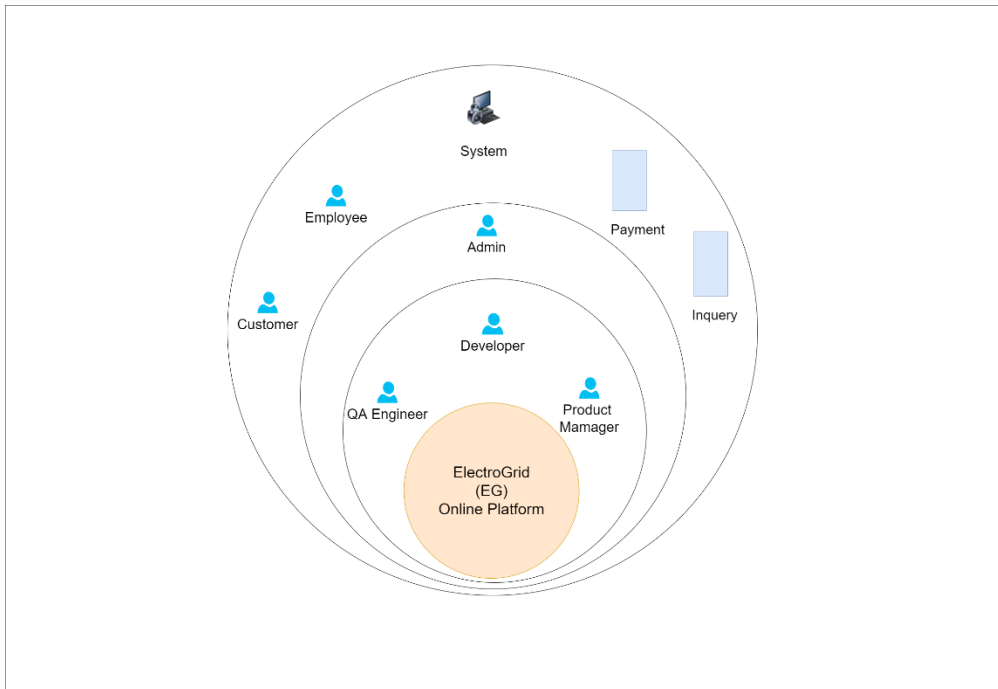 System
Employee
Payment
Admin
Customer
Inquery
Developer
QA Engineer
Product
Mamager
ElectroGrid
(EG)
Online Platform